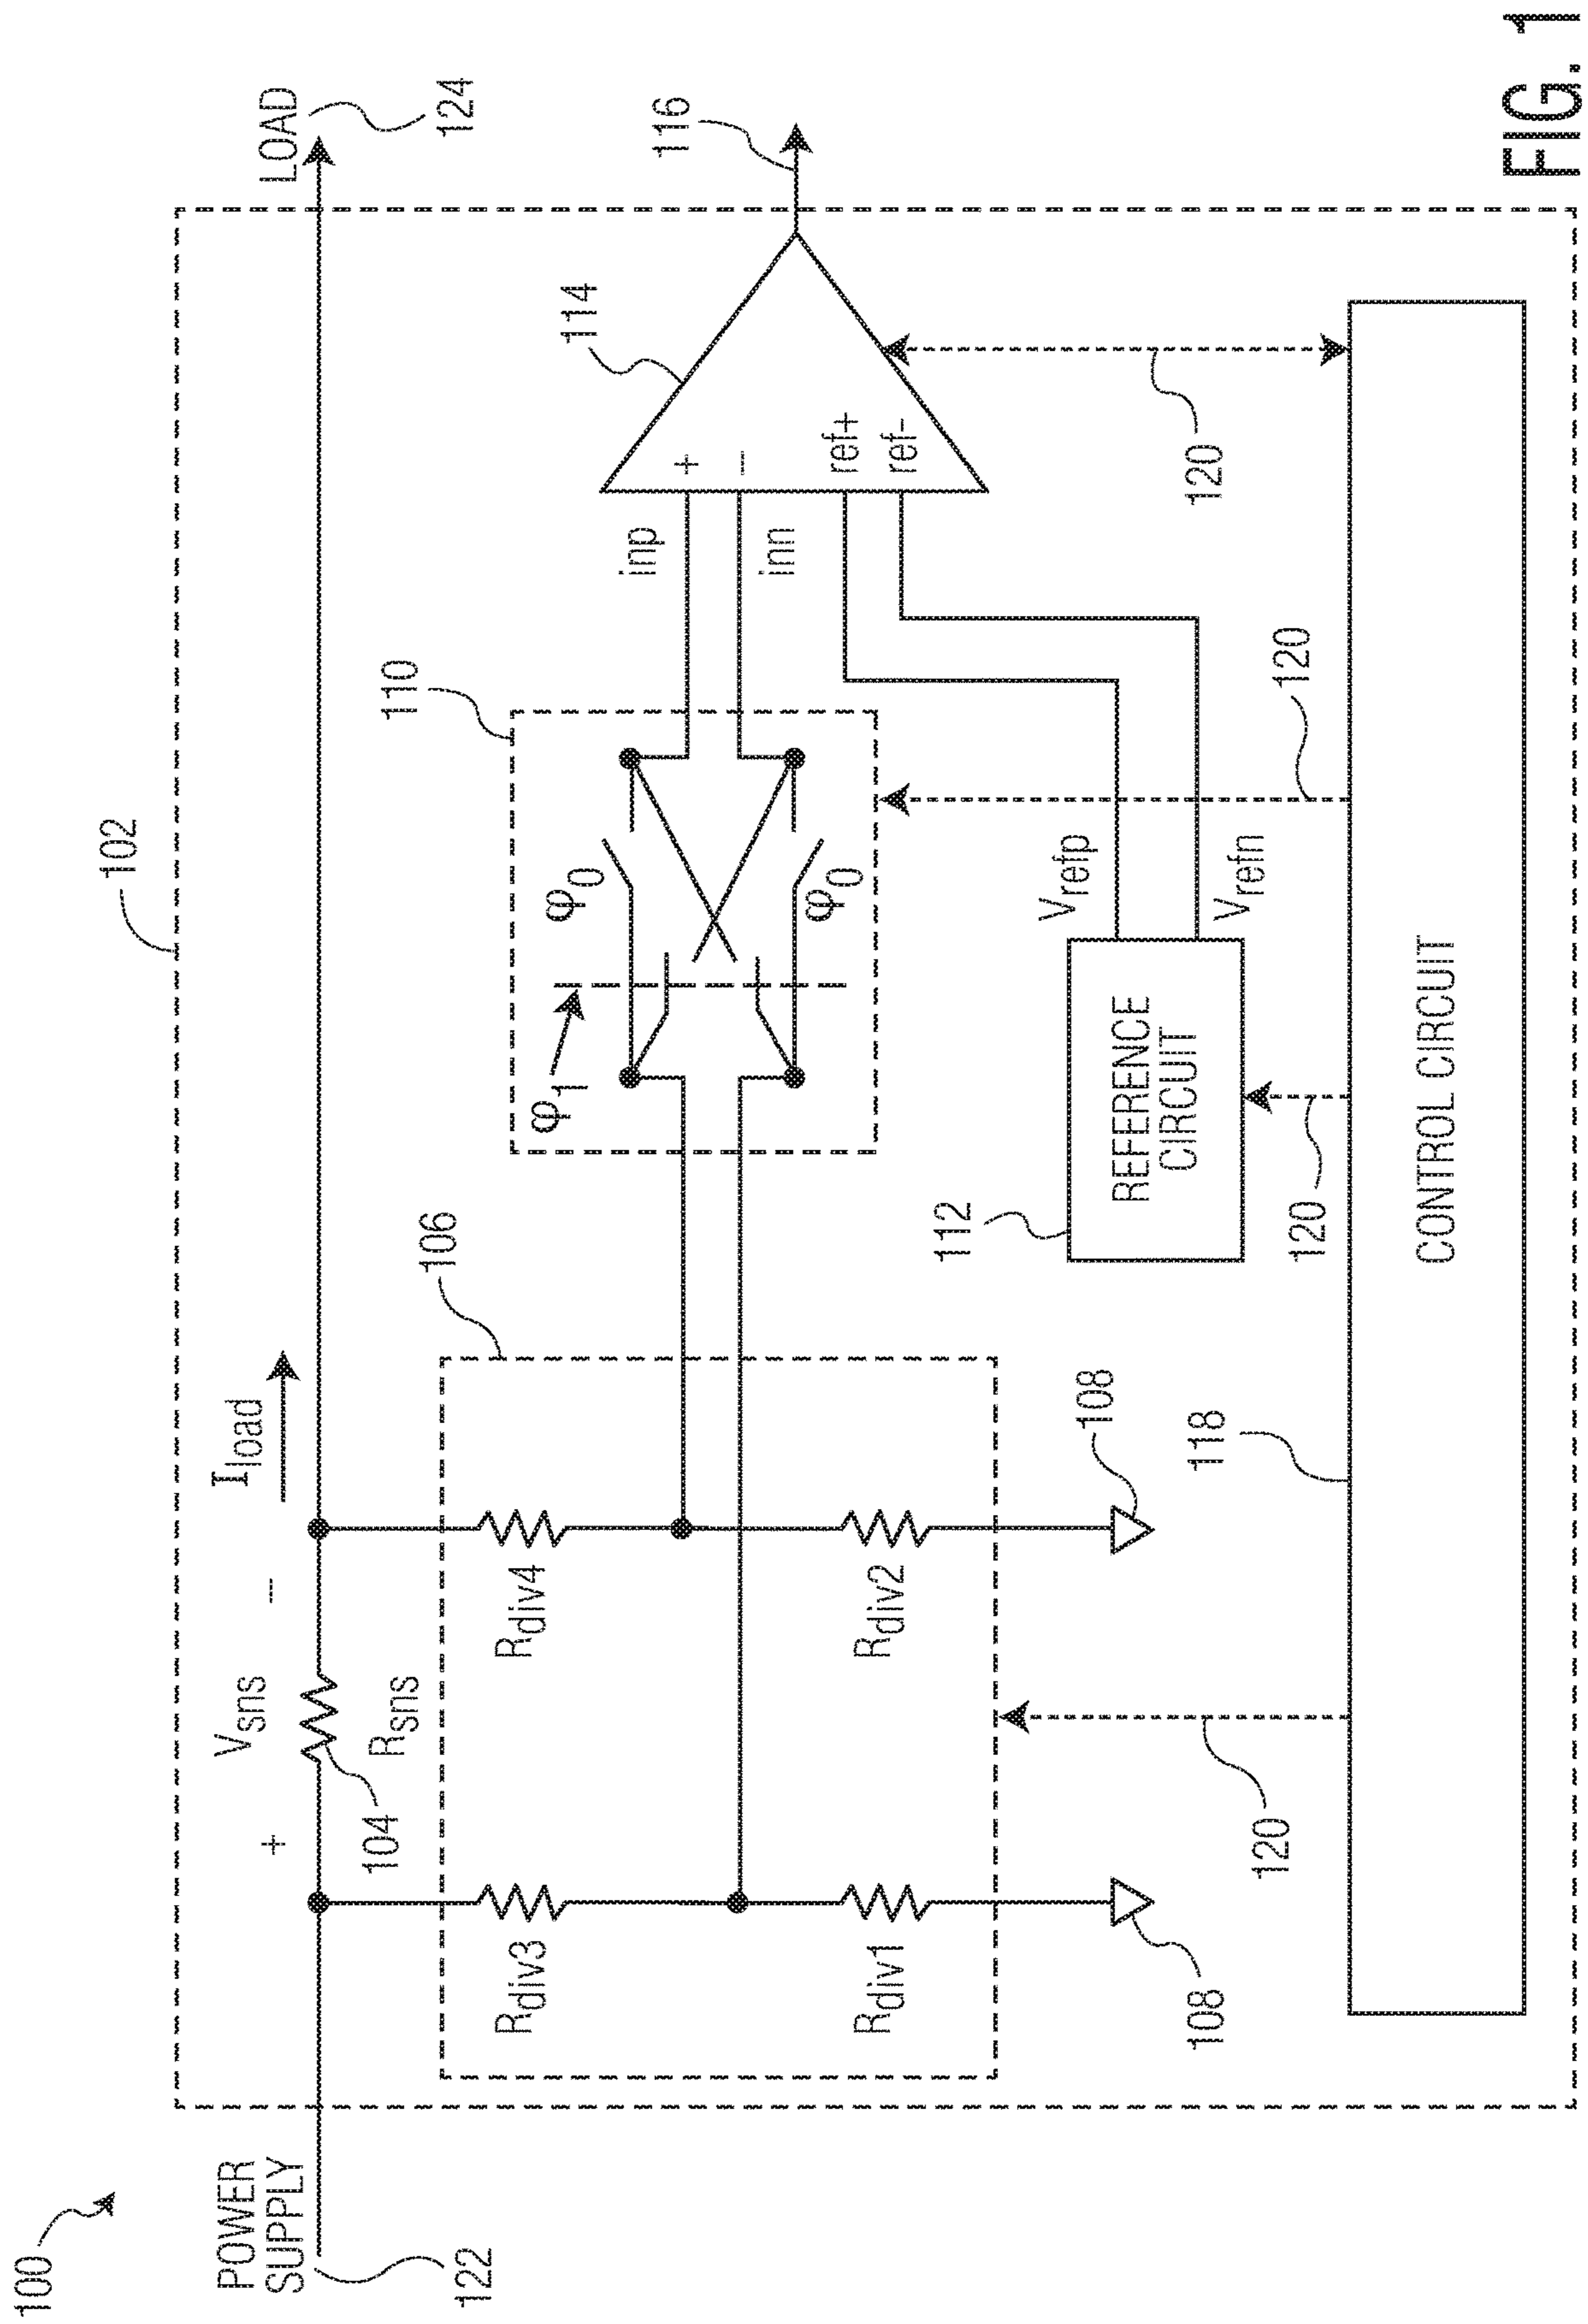 100
102
POWER
SUPPLY
122
+ Vsns −
Iload
LOAD
124
104
Rsns
106
110
114
116
Rdiv3
Rdiv4
φ1
φ0
φ0
inp
inn
+
−
ref+
ref-
Rdiv1
Rdiv2
112
REFERENCE
CIRCUIT
Vrefp
Vrefn
108
108
120
120
120
120
118
CONTROL CIRCUIT
FIG. 1